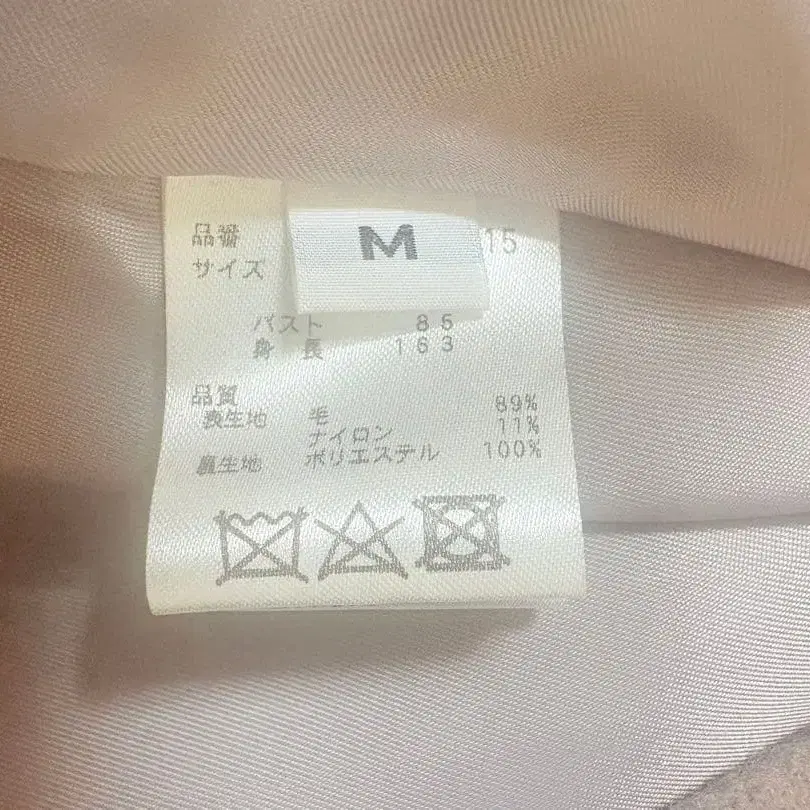 品番 15
M
サイズ
バスト 85
身長 163
品質
表生地 毛 89%
ナイロン 11%
裏生地 ポリエステル 100%